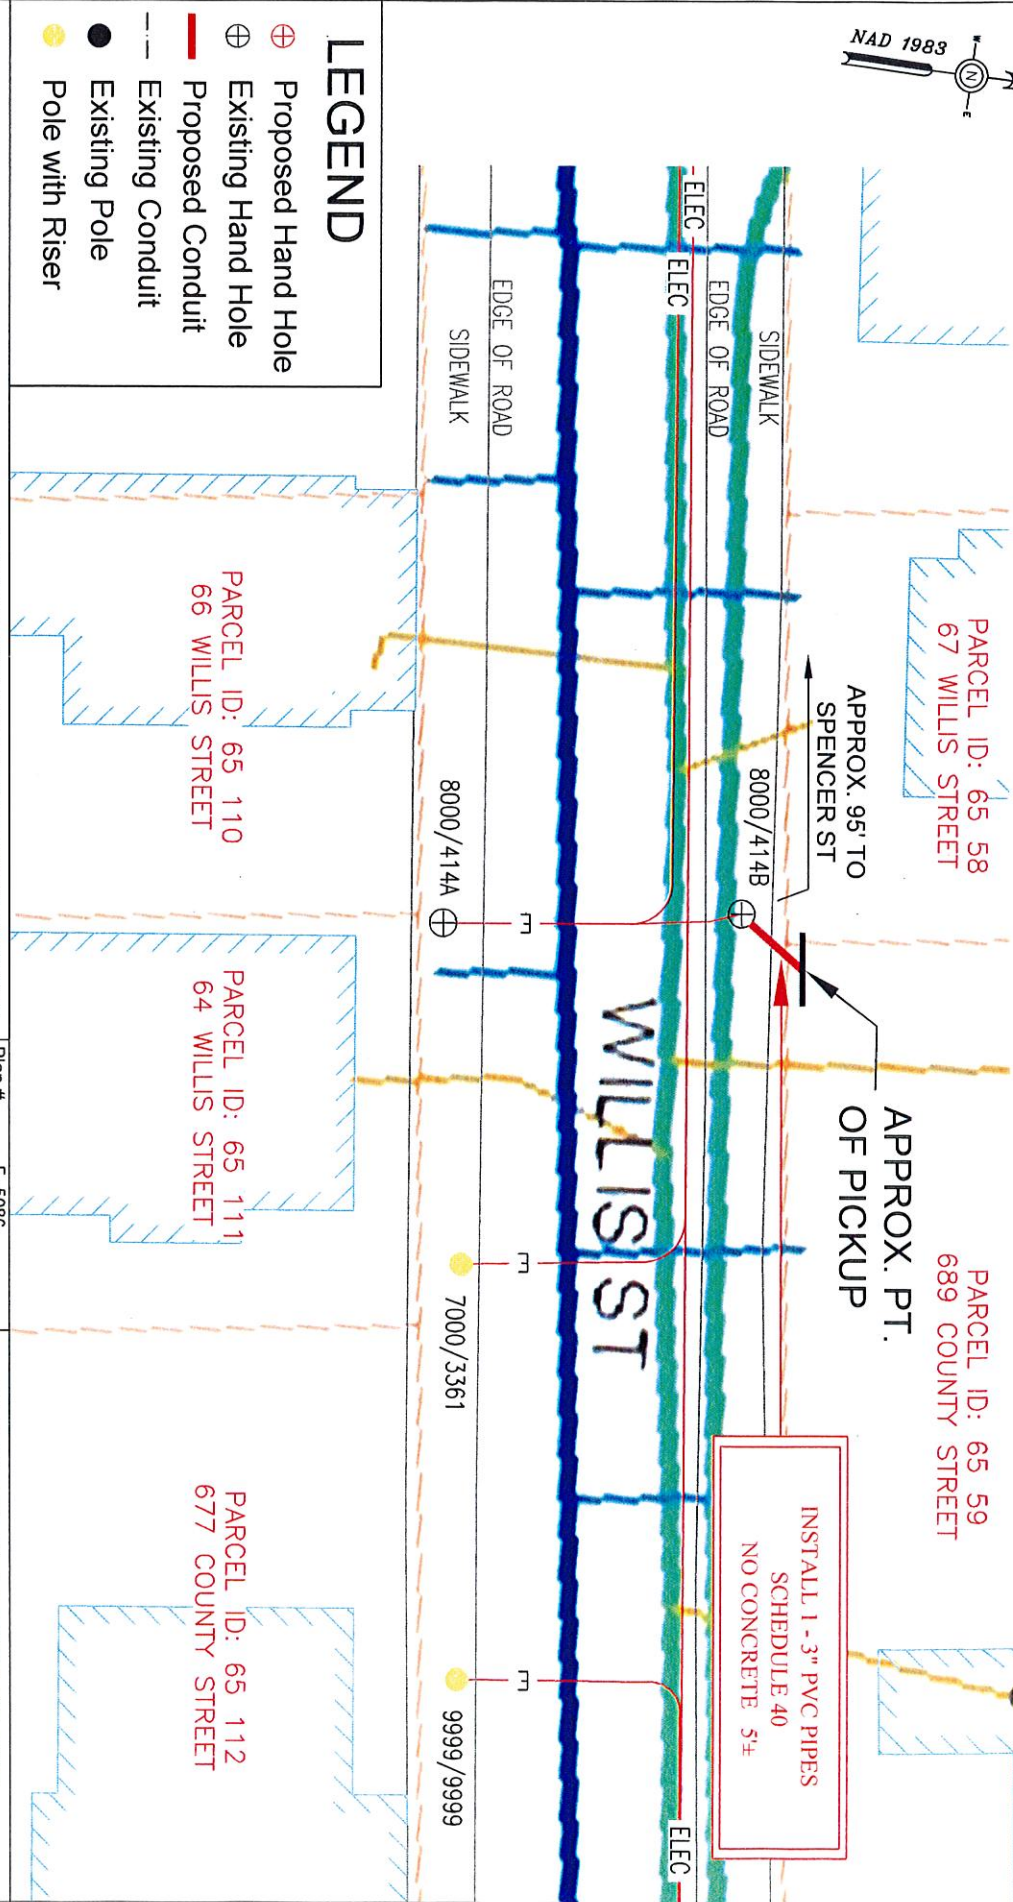 NAD 1983
W
N
E
LEGEND
Proposed Hand Hole
Existing Hand Hole
Proposed Conduit
Existing Conduit
Existing Pole
Pole with Riser
ELEC
ELEC
EDGE OF ROAD
SIDEWALK
EDGE OF ROAD
SIDEWALK
PARCEL ID: 65 58
67 WILLIS STREET
APPROX. 95' TO
SPENCER ST
8000/414B
8000/414A
E
PARCEL ID: 65 110
66 WILLIS STREET
APPROX. PT.
OF PICKUP
PARCEL ID: 65 59
689 COUNTY STREET
WILLIS ST
PARCEL ID: 65 111
64 WILLIS STREET
E
7000/3361
INSTALL 1 - 3" PVC PIPES
SCHEDULE 40
NO CONCRETE 5'±
E
9999/9999
ELEC
PARCEL ID: 65 112
677 COUNTY STREET